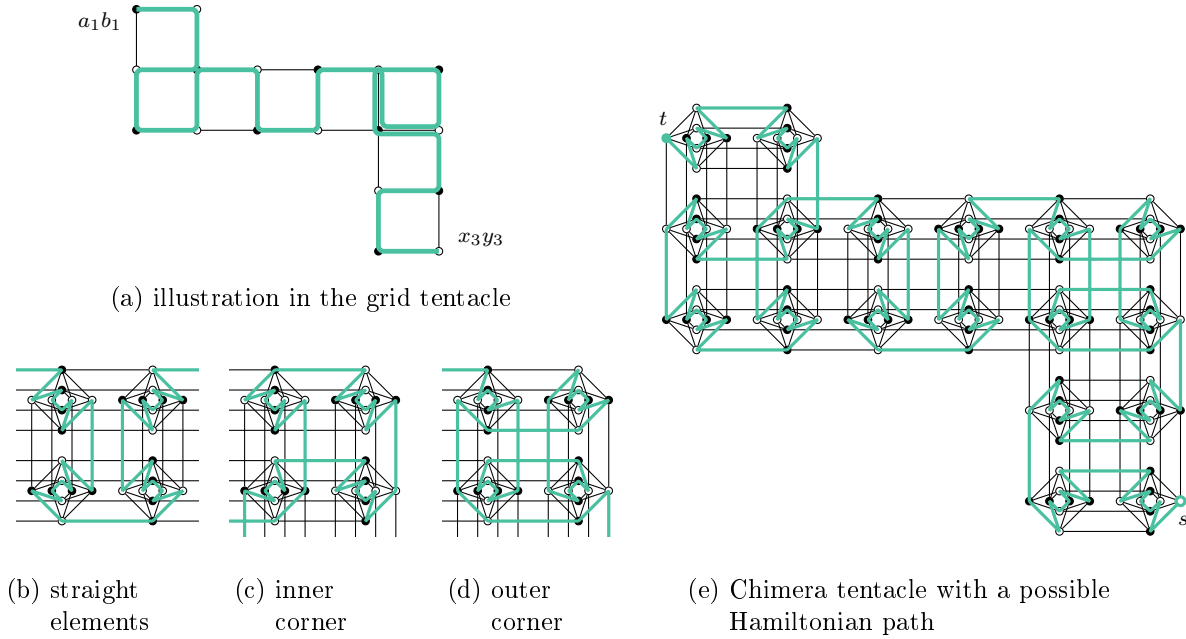 a₁b₁
x₃y₃
(a) illustration in the grid tentacle
(b) straight
elements
(c) inner
corner
(d) outer
corner
t
s
(e) Chimera tentacle with a possible
Hamiltonian path